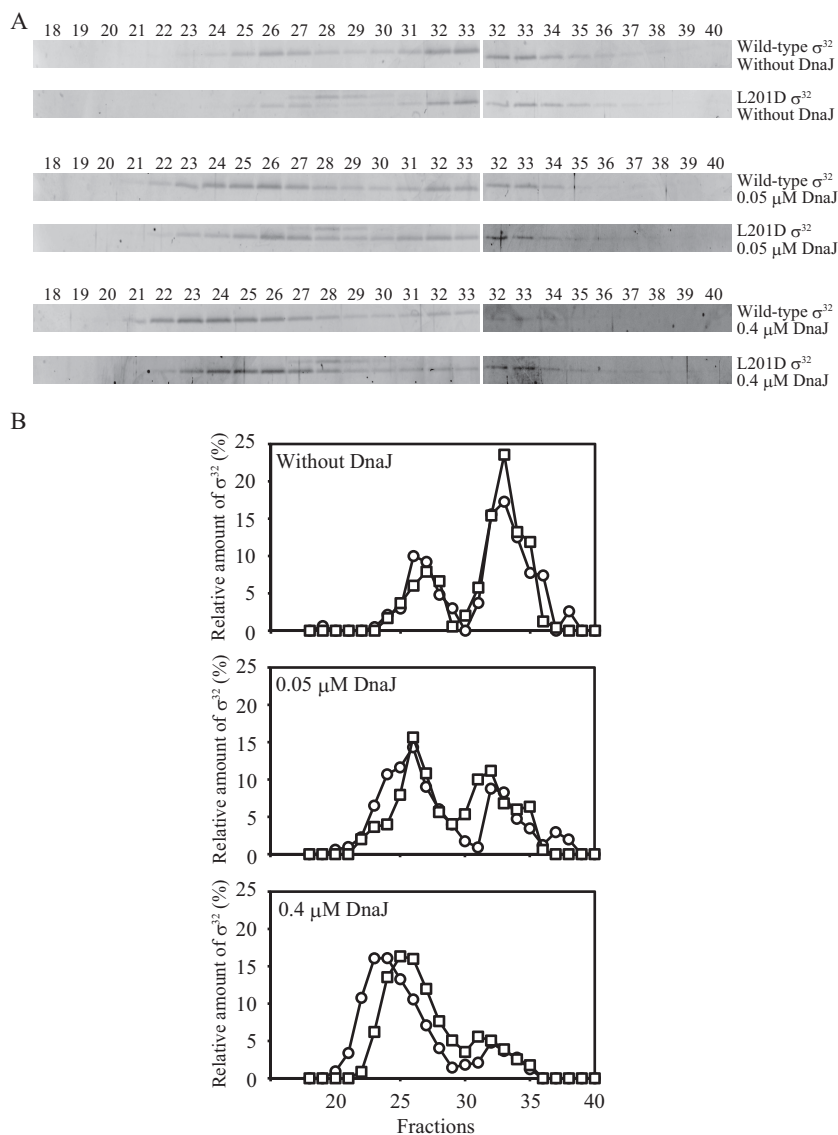 A
18 19 20 21 22 23 24 25 26 27 28 29 30 31 32 33 32 33 34 35 36 37 38 39 40
Wild-type σ³²
Without DnaJ
L201D σ³²
Without DnaJ
18 19 20 21 22 23 24 25 26 27 28 29 30 31 32 33 32 33 34 35 36 37 38 39 40
Wild-type σ³²
0.05 μM DnaJ
L201D σ³²
0.05 μM DnaJ
18 19 20 21 22 23 24 25 26 27 28 29 30 31 32 33 32 33 34 35 36 37 38 39 40
Wild-type σ³²
0.4 μM DnaJ
L201D σ³²
0.4 μM DnaJ
B
Relative amount of σ³² (%)
25
20
15
10
5
0
Without DnaJ
Relative amount of σ³² (%)
25
20
15
10
5
0
0.05 μM DnaJ
Relative amount of σ³² (%)
25
20
15
10
5
0
0.4 μM DnaJ
20 25 30 35 40
Fractions